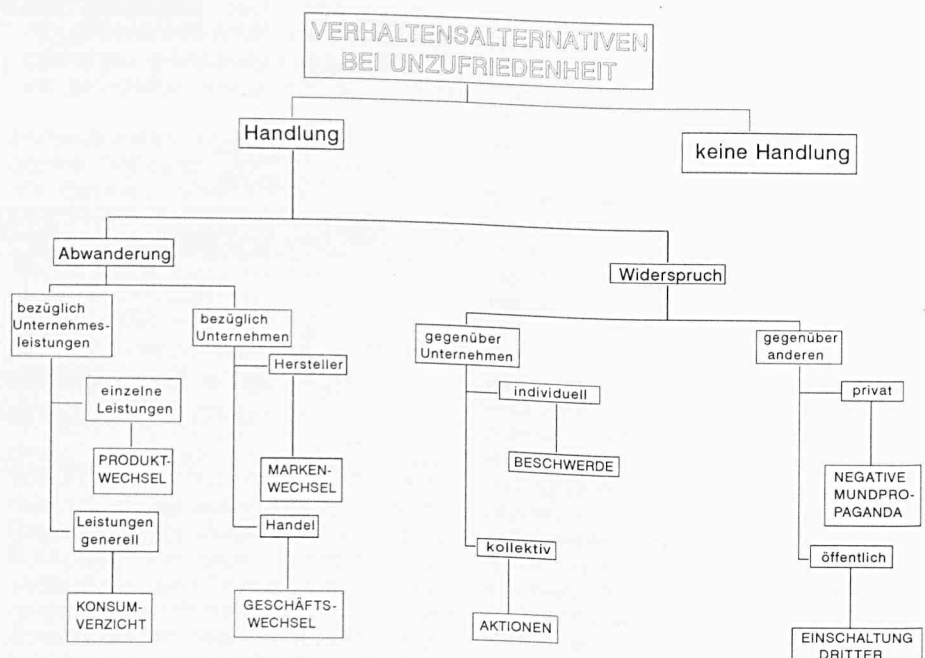 VERHALTENSALTERNATIVEN
BEI UNZUFRIEDENHEIT
Handlung
keine Handlung
Abwanderung
Widerspruch
bezüglich
Unternehmes-
leistungen
bezüglich
Unternehmen
gegenüber
Unternehmen
gegenüber
anderen
Hersteller
einzelne
Leistungen
individuell
privat
PRODUKT-
WECHSEL
MARKEN-
WECHSEL
BESCHWERDE
NEGATIVE
MUNDPRO-
PAGANDA
Leistungen
generell
Handel
kollektiv
öffentlich
KONSUM-
VERZICHT
GESCHÄFTS-
WECHSEL
AKTIONEN
EINSCHALTUNG
DRITTER